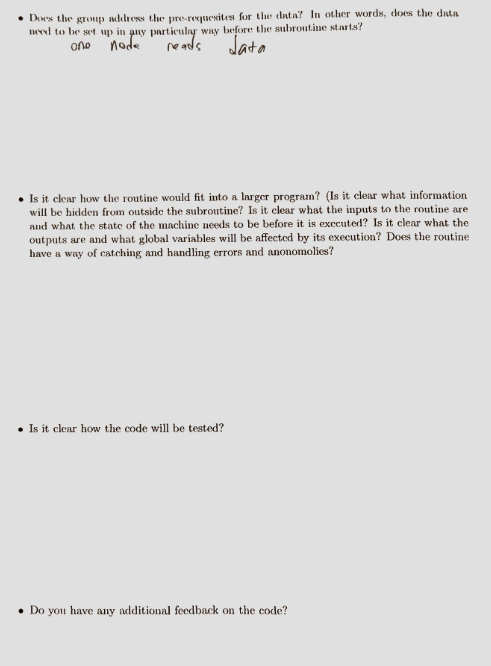 • Does the group address the pre-requesites for the data? In other words, does the data
need to be set up in any particular way before the subroutine starts?
one node reads data
• Is it clear how the routine would fit into a larger program? (Is it clear what information
will be hidden from outside the subroutine? Is it clear what the inputs to the routine are
and what the state of the machine needs to be before it is executed? Is it clear what the
outputs are and what global variables will be affected by its execution? Does the routine
have a way of catching and handling errors and anonomolies?
• Is it clear how the code will be tested?
• Do you have any additional feedback on the code?